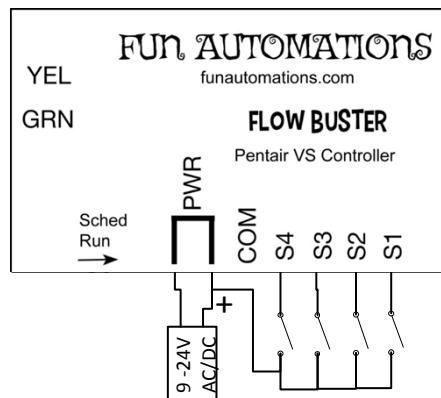 FUN AUTOMATIONS
funautomations.com
YEL
GRN
FLOW BUSTER
Pentair VS Controller
PWR
Sched
Run
COM
S4
S3
S2
S1
+
9 -24V
AC/DC